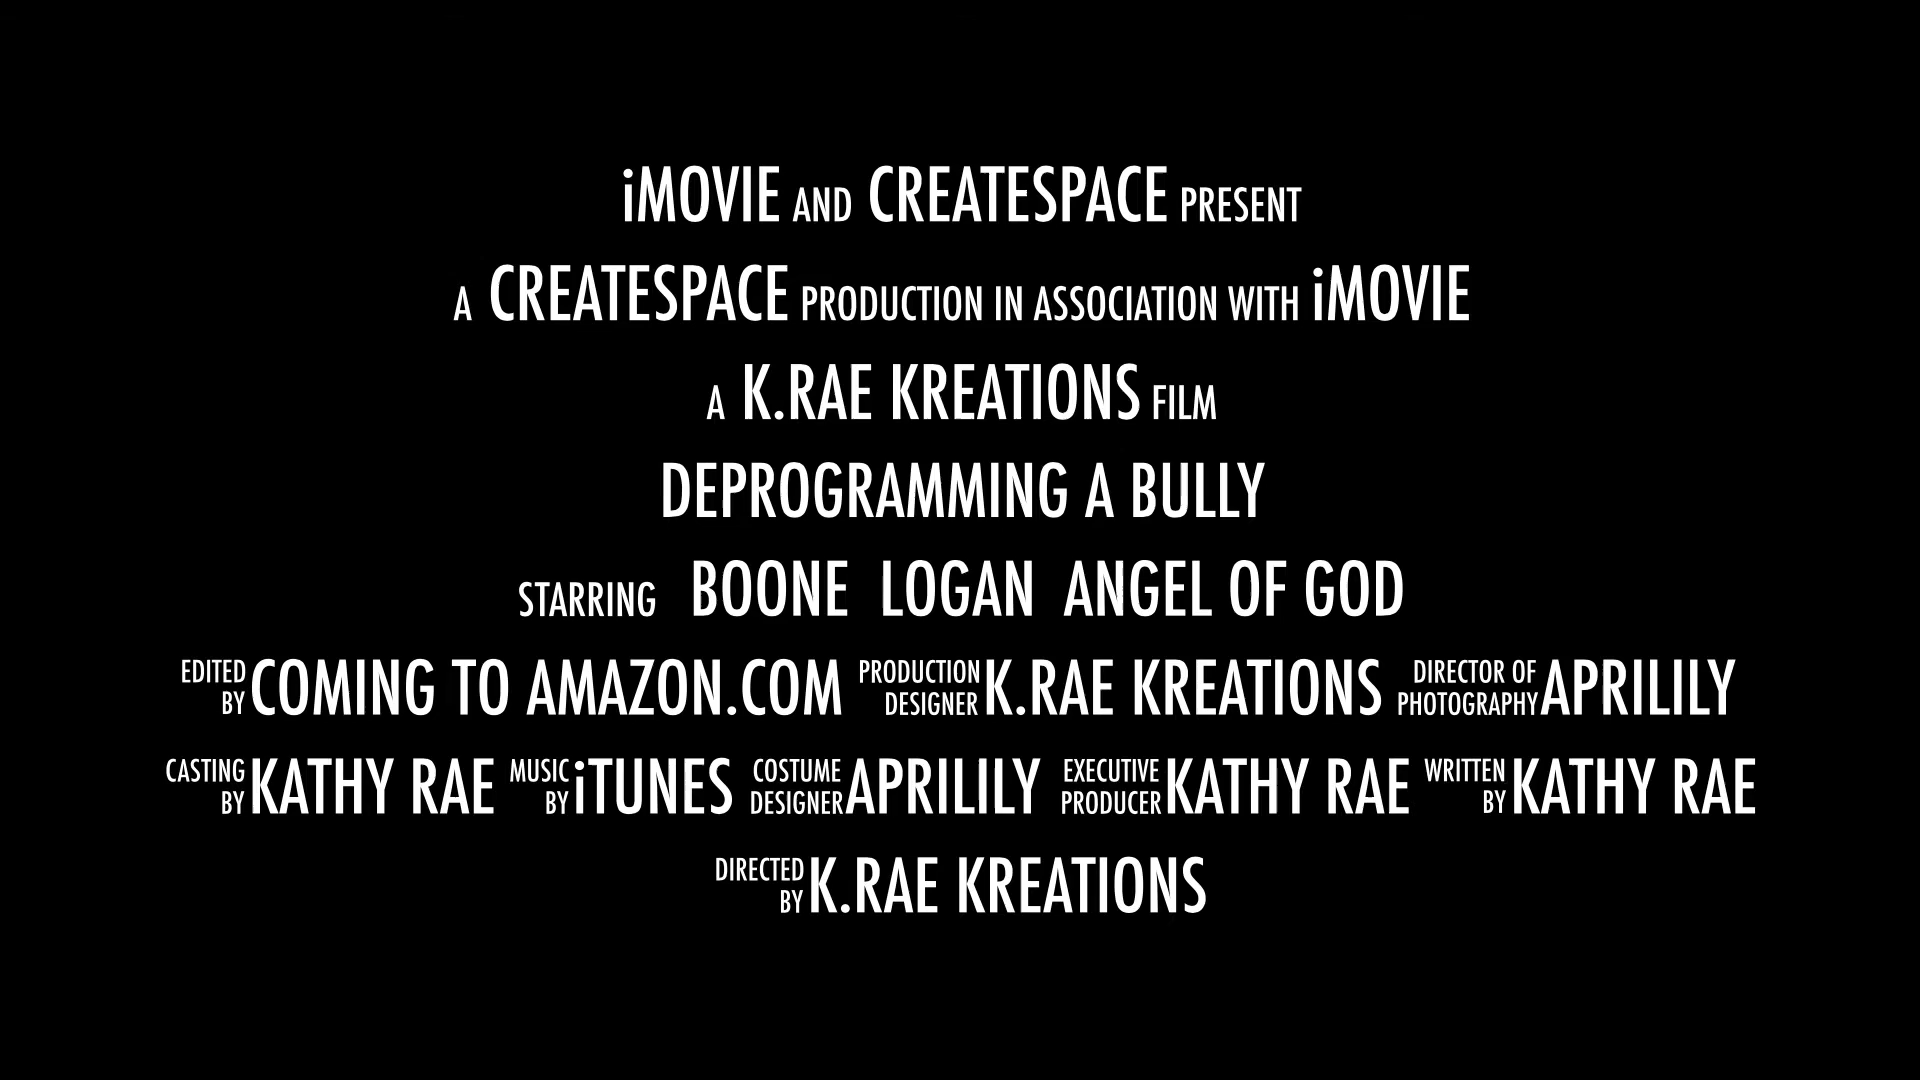 iMOVIE AND CREATESPACE PRESENT
A CREATESPACE PRODUCTION IN ASSOCIATION WITH iMOVIE
A K.RAE KREATIONS FILM
DEPROGRAMMING A BULLY
STARRING BOONE LOGAN ANGEL OF GOD
EDITED BY COMING TO AMAZON.COM PRODUCTION DESIGNER K.RAE KREATIONS DIRECTOR OF PHOTOGRAPHY APRILILY
CASTING BY KATHY RAE MUSIC BY iTUNES COSTUME DESIGNER APRILILY EXECUTIVE PRODUCER KATHY RAE WRITTEN BY KATHY RAE
DIRECTED BY K.RAE KREATIONS